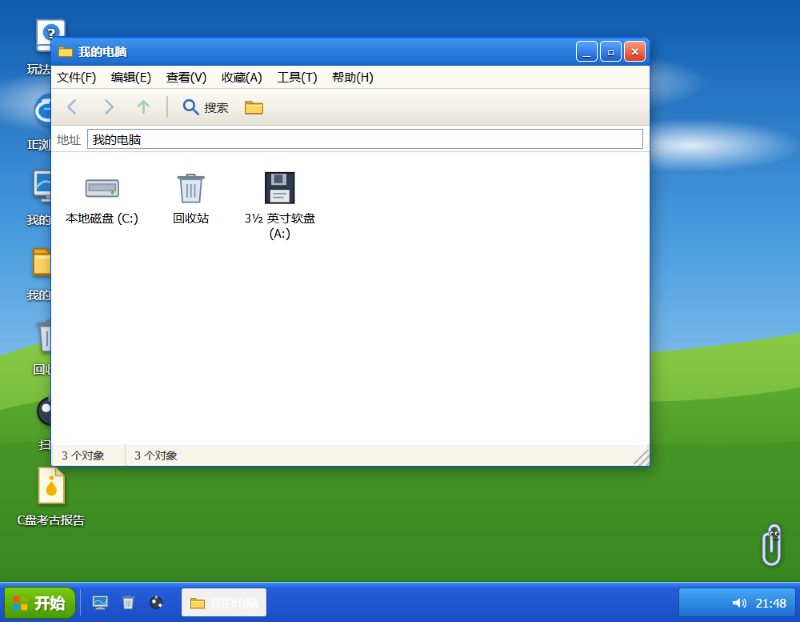 玩法
我的电脑
文件(F) 编辑(E) 查看(V) 收藏(A) 工具(T) 帮助(H)
搜索
地址 我的电脑
IE浏
本地磁盘 (C:) 回收站 3½ 英寸软盘
(A:)
我的
我的
回收
扫
3 个对象 3 个对象
C盘考古报告
开始 我的电脑 21:48